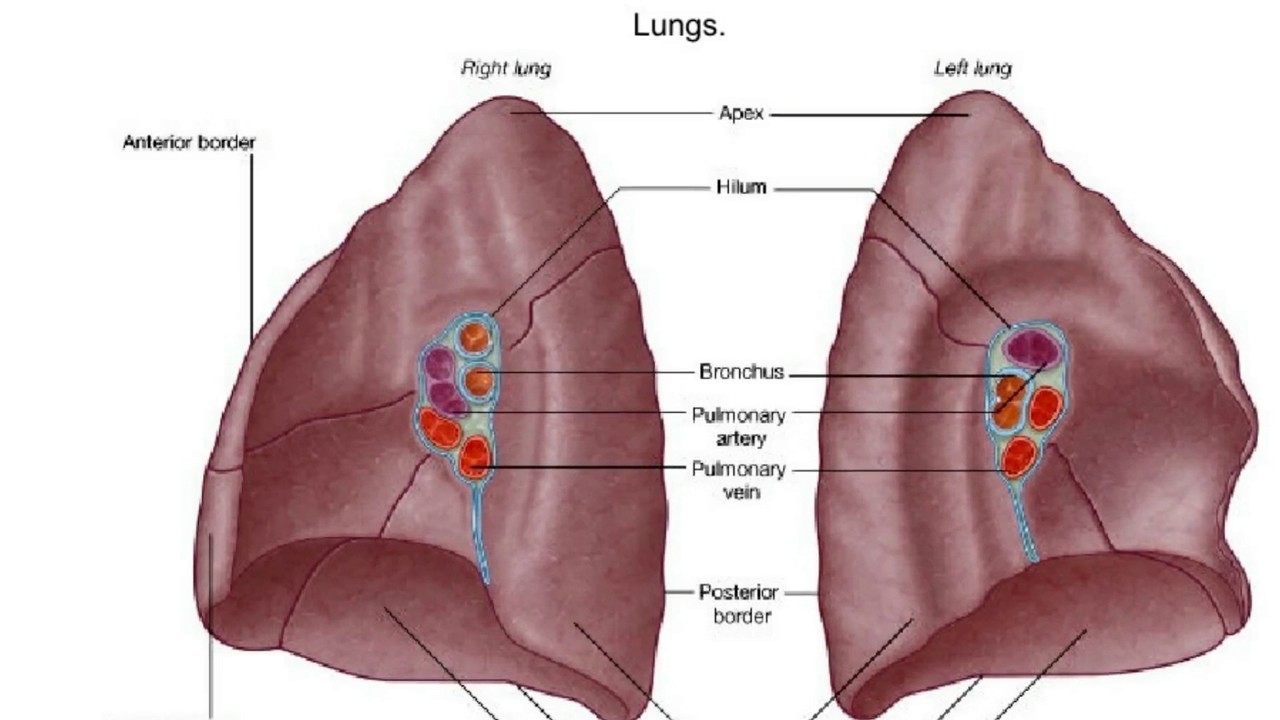 Lungs.
Right lung
Left lung
Apex
Anterior border
Hilum
Bronchus
Pulmonary
artery
Pulmonary
vein
Posterior
border